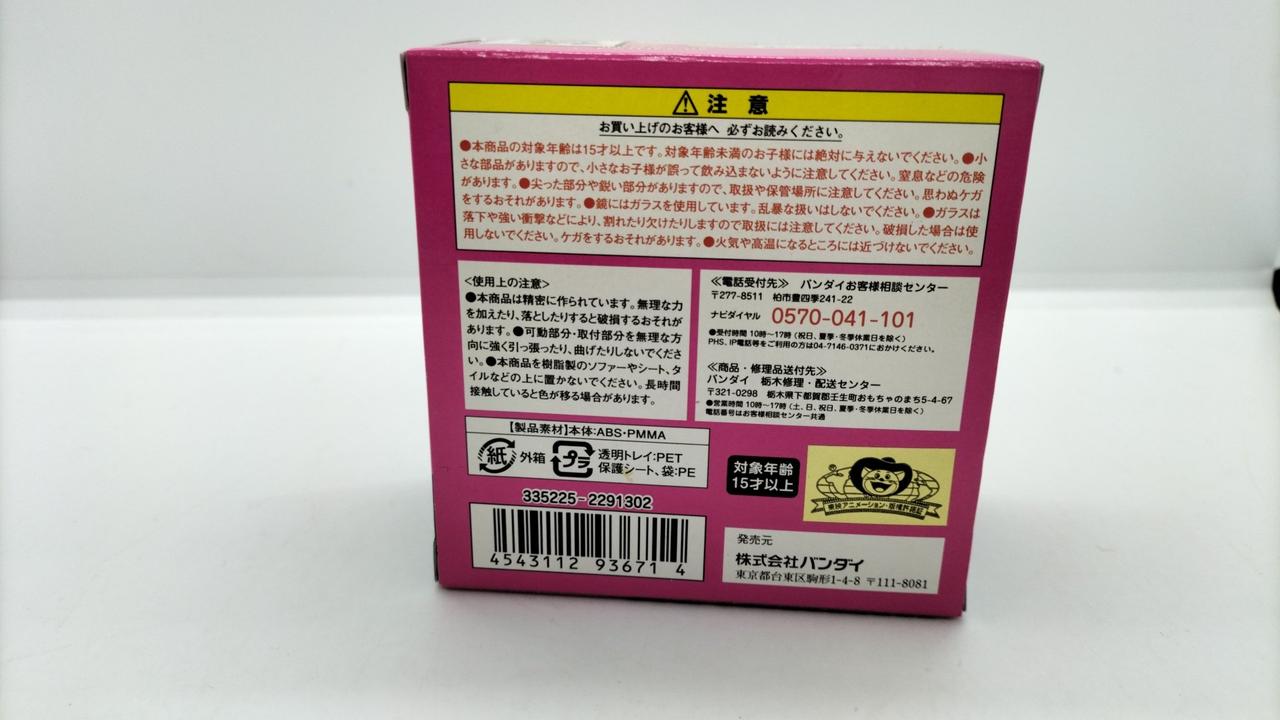 注 意
お買い上げのお客様へ 必ずお読みください。
●本商品の対象年齢は15才以上です。対象年齢未満のお子様には絶対に与えないでください。●小
さな部品がありますので、小さなお子様が誤って飲み込まないように注意してください。窒息などの危険
があります。●尖った部分や鋭い部分がありますので、取扱や保管場所に注意してください。思わぬケガ
をするおそれがあります。●鏡にはガラスを使用しています。乱暴な扱いはしないでください。●ガラスは
落下や強い衝撃などにより、割れたり欠けたりしますので取扱には注意してください。破損した場合は使
用しないでください。ケガをするおそれがあります。●火気や高温になるところには近づけないでください。
<使用上の注意>
●本商品は精密に作られています。無理な力
を加えたり、落としたりすると破損するおそれが
あります。●可動部分・取付部分を無理な方
向に強く引っ張ったり、曲げたりしないでくださ
い。●本商品を樹脂製のソファーやシート、タ
イルなどの上に置かないでください。長時間
接触していると色が移る場合があります。
≪電話受付先≫ バンダイお客様相談センター
〒277-8511 柏市豊四季241-22
ナビダイヤル 0570-041-101
●受付時間 10時〜17時(祝日、夏季・冬季休業日を除く)
PHS、IP電話等をご利用の方は04-7146-0371におかけください。
≪商品・修理品送付先≫
バンダイ 栃木修理・配送センター
〒321-0298 栃木県下都賀郡壬生町おもちゃのまち5-4-67
●営業時間 10時〜17時(土、日、祝日、夏季・冬季休業日を除く)
電話番号はお客様相談センター共通
【製品素材】本体:ABS・PMMA
紙 外箱 プラ 透明トレイ:PET
保護シート、袋:PE
対象年齢
15才以上
東映アニメーション・版権許諾証
335225-2291302
4543112 936714
発売元
株式会社バンダイ
東京都台東区駒形1-4-8 〒111-8081